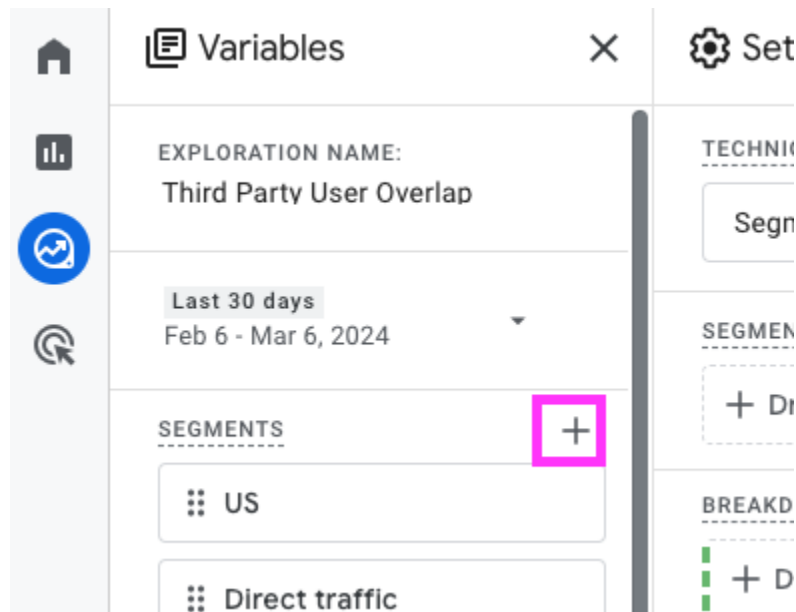 Variables
EXPLORATION NAME:
Third Party User Overlap
Last 30 days
Feb 6 - Mar 6, 2024
SEGMENTS
US
Direct traffic
Set
TECHNI
Segm
SEGMEN
+ Dr
BREAKD
+ D